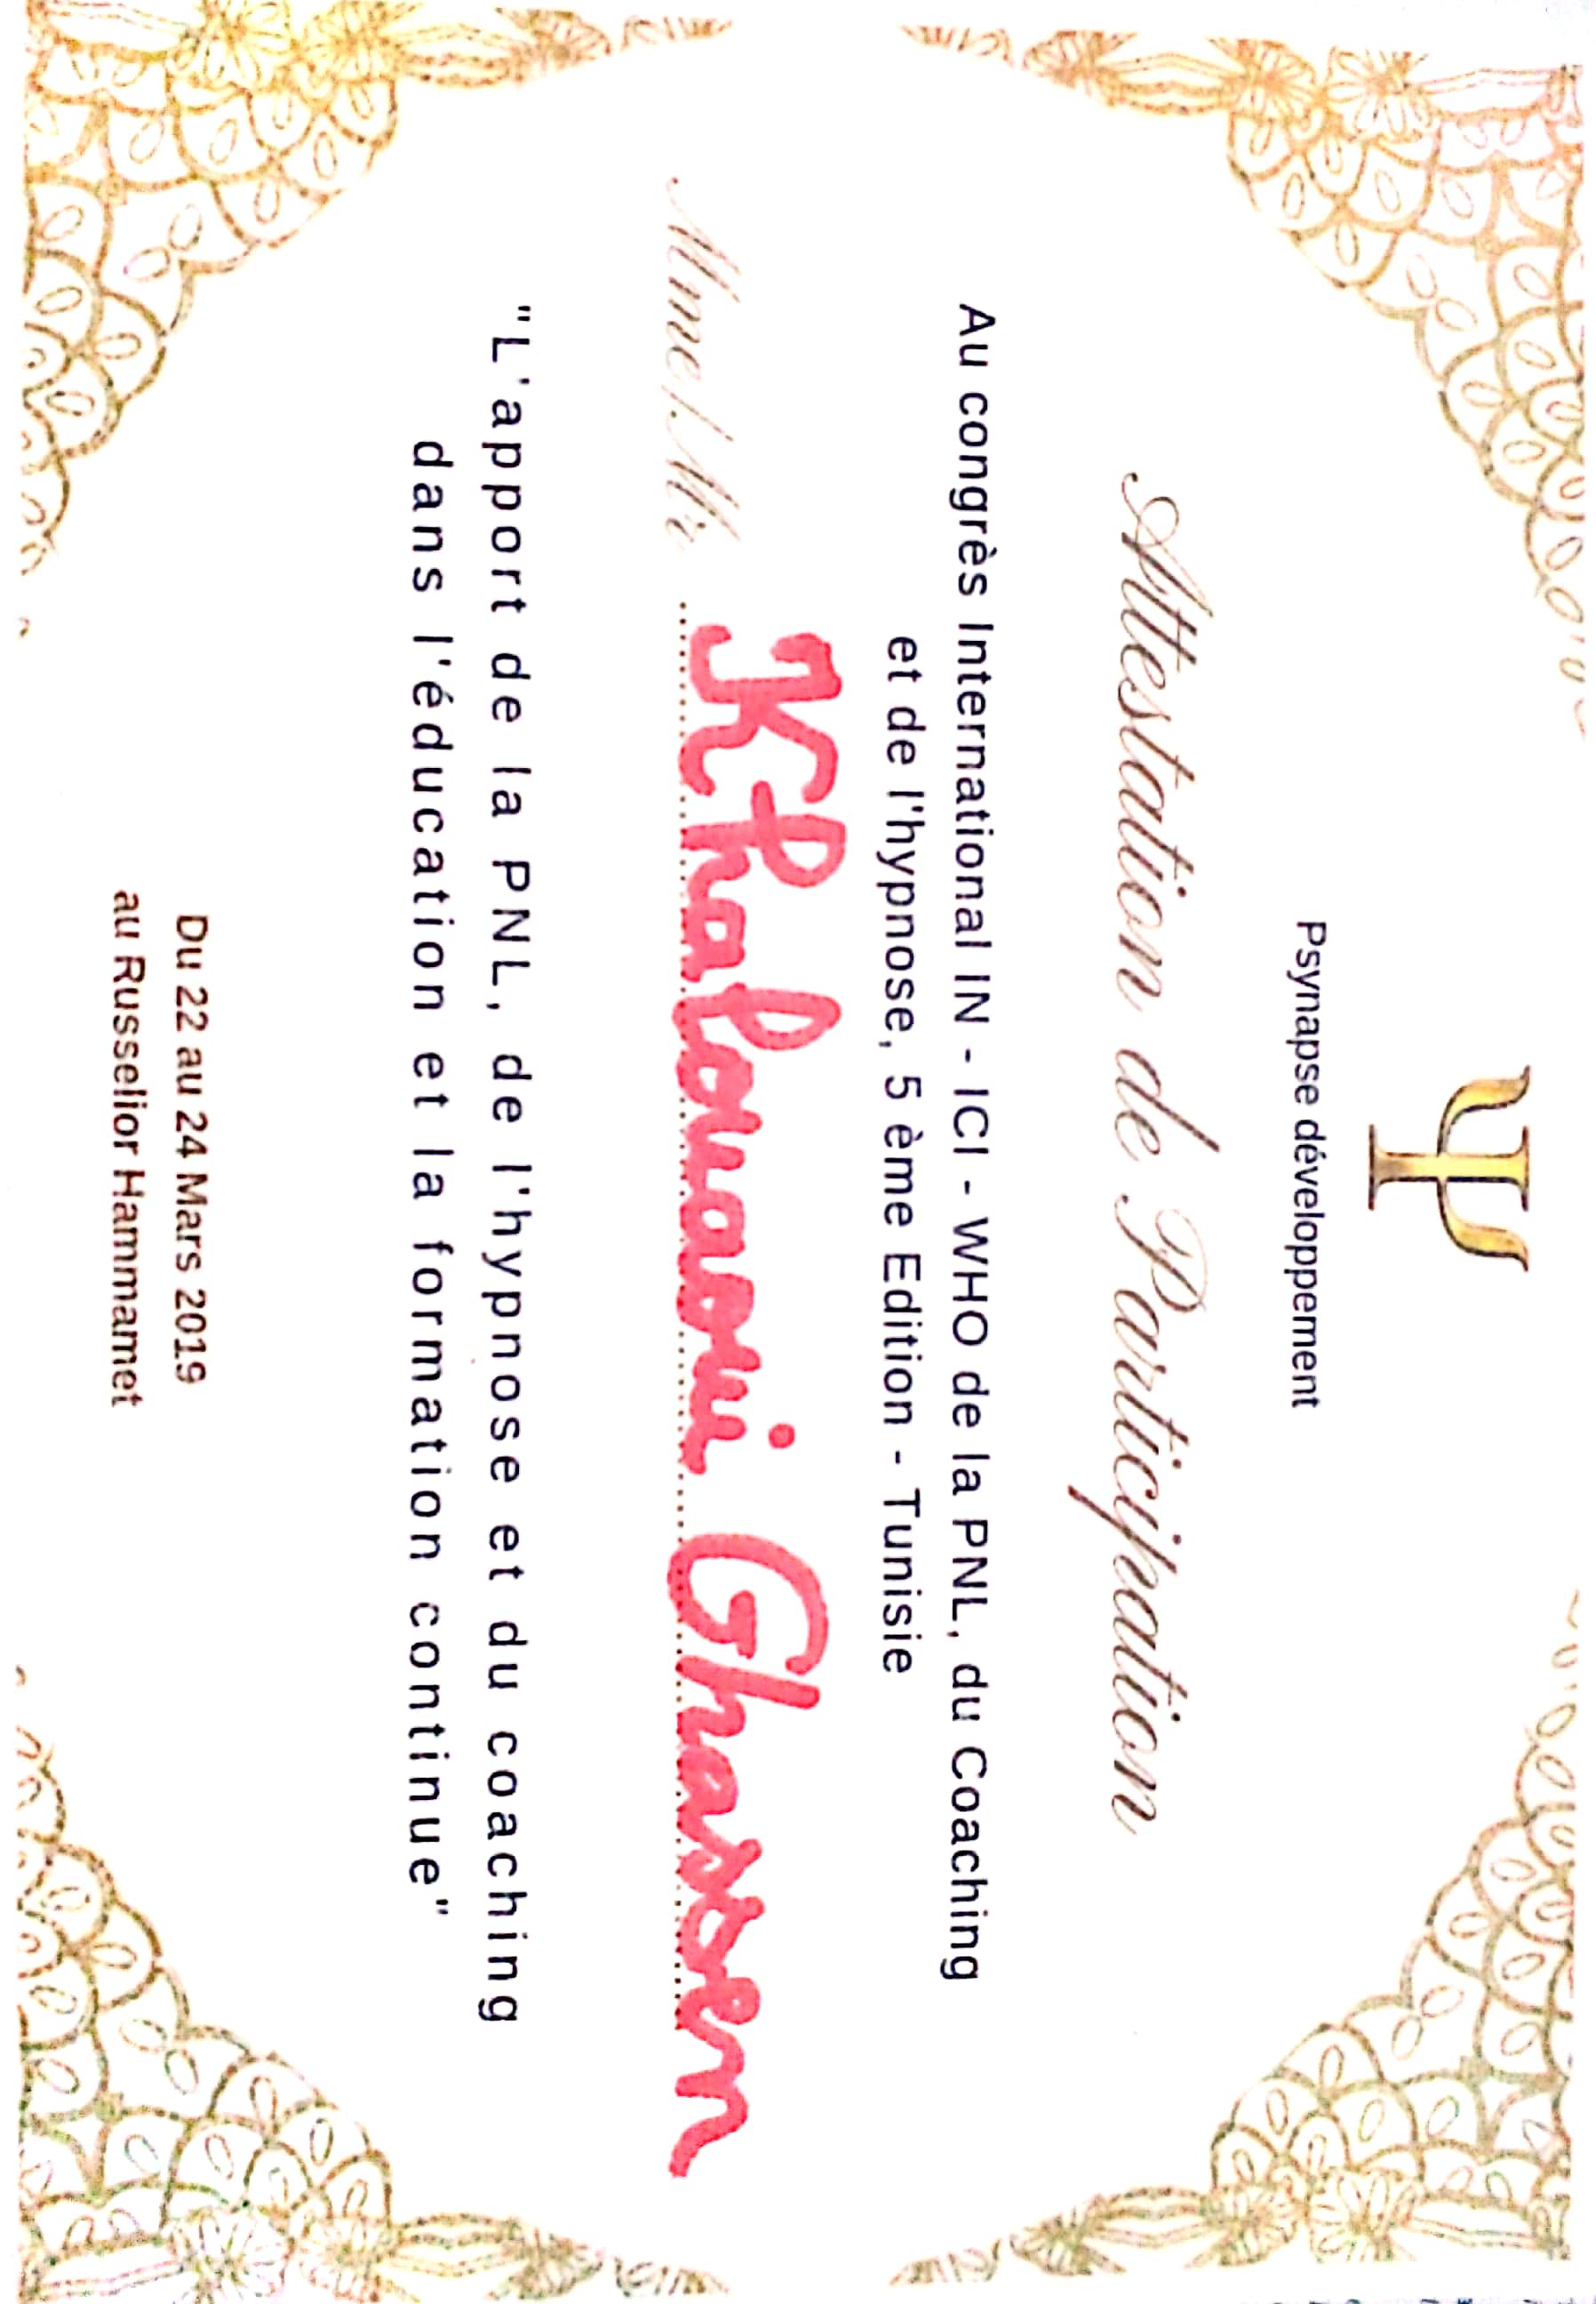 Ψ
Psynapse développement
Attestation de Participation
Au congrès International IN - ICI - WHO de la PNL, du Coaching
et de l'hypnose, 5 ème Edition - Tunisie
Mme/Mr Khalouaoui Ghassen
"L'apport de la PNL, de l'hypnose et du coaching
dans l'éducation et la formation continue"
Du 22 au 24 Mars 2019
au Russelior Hammamet